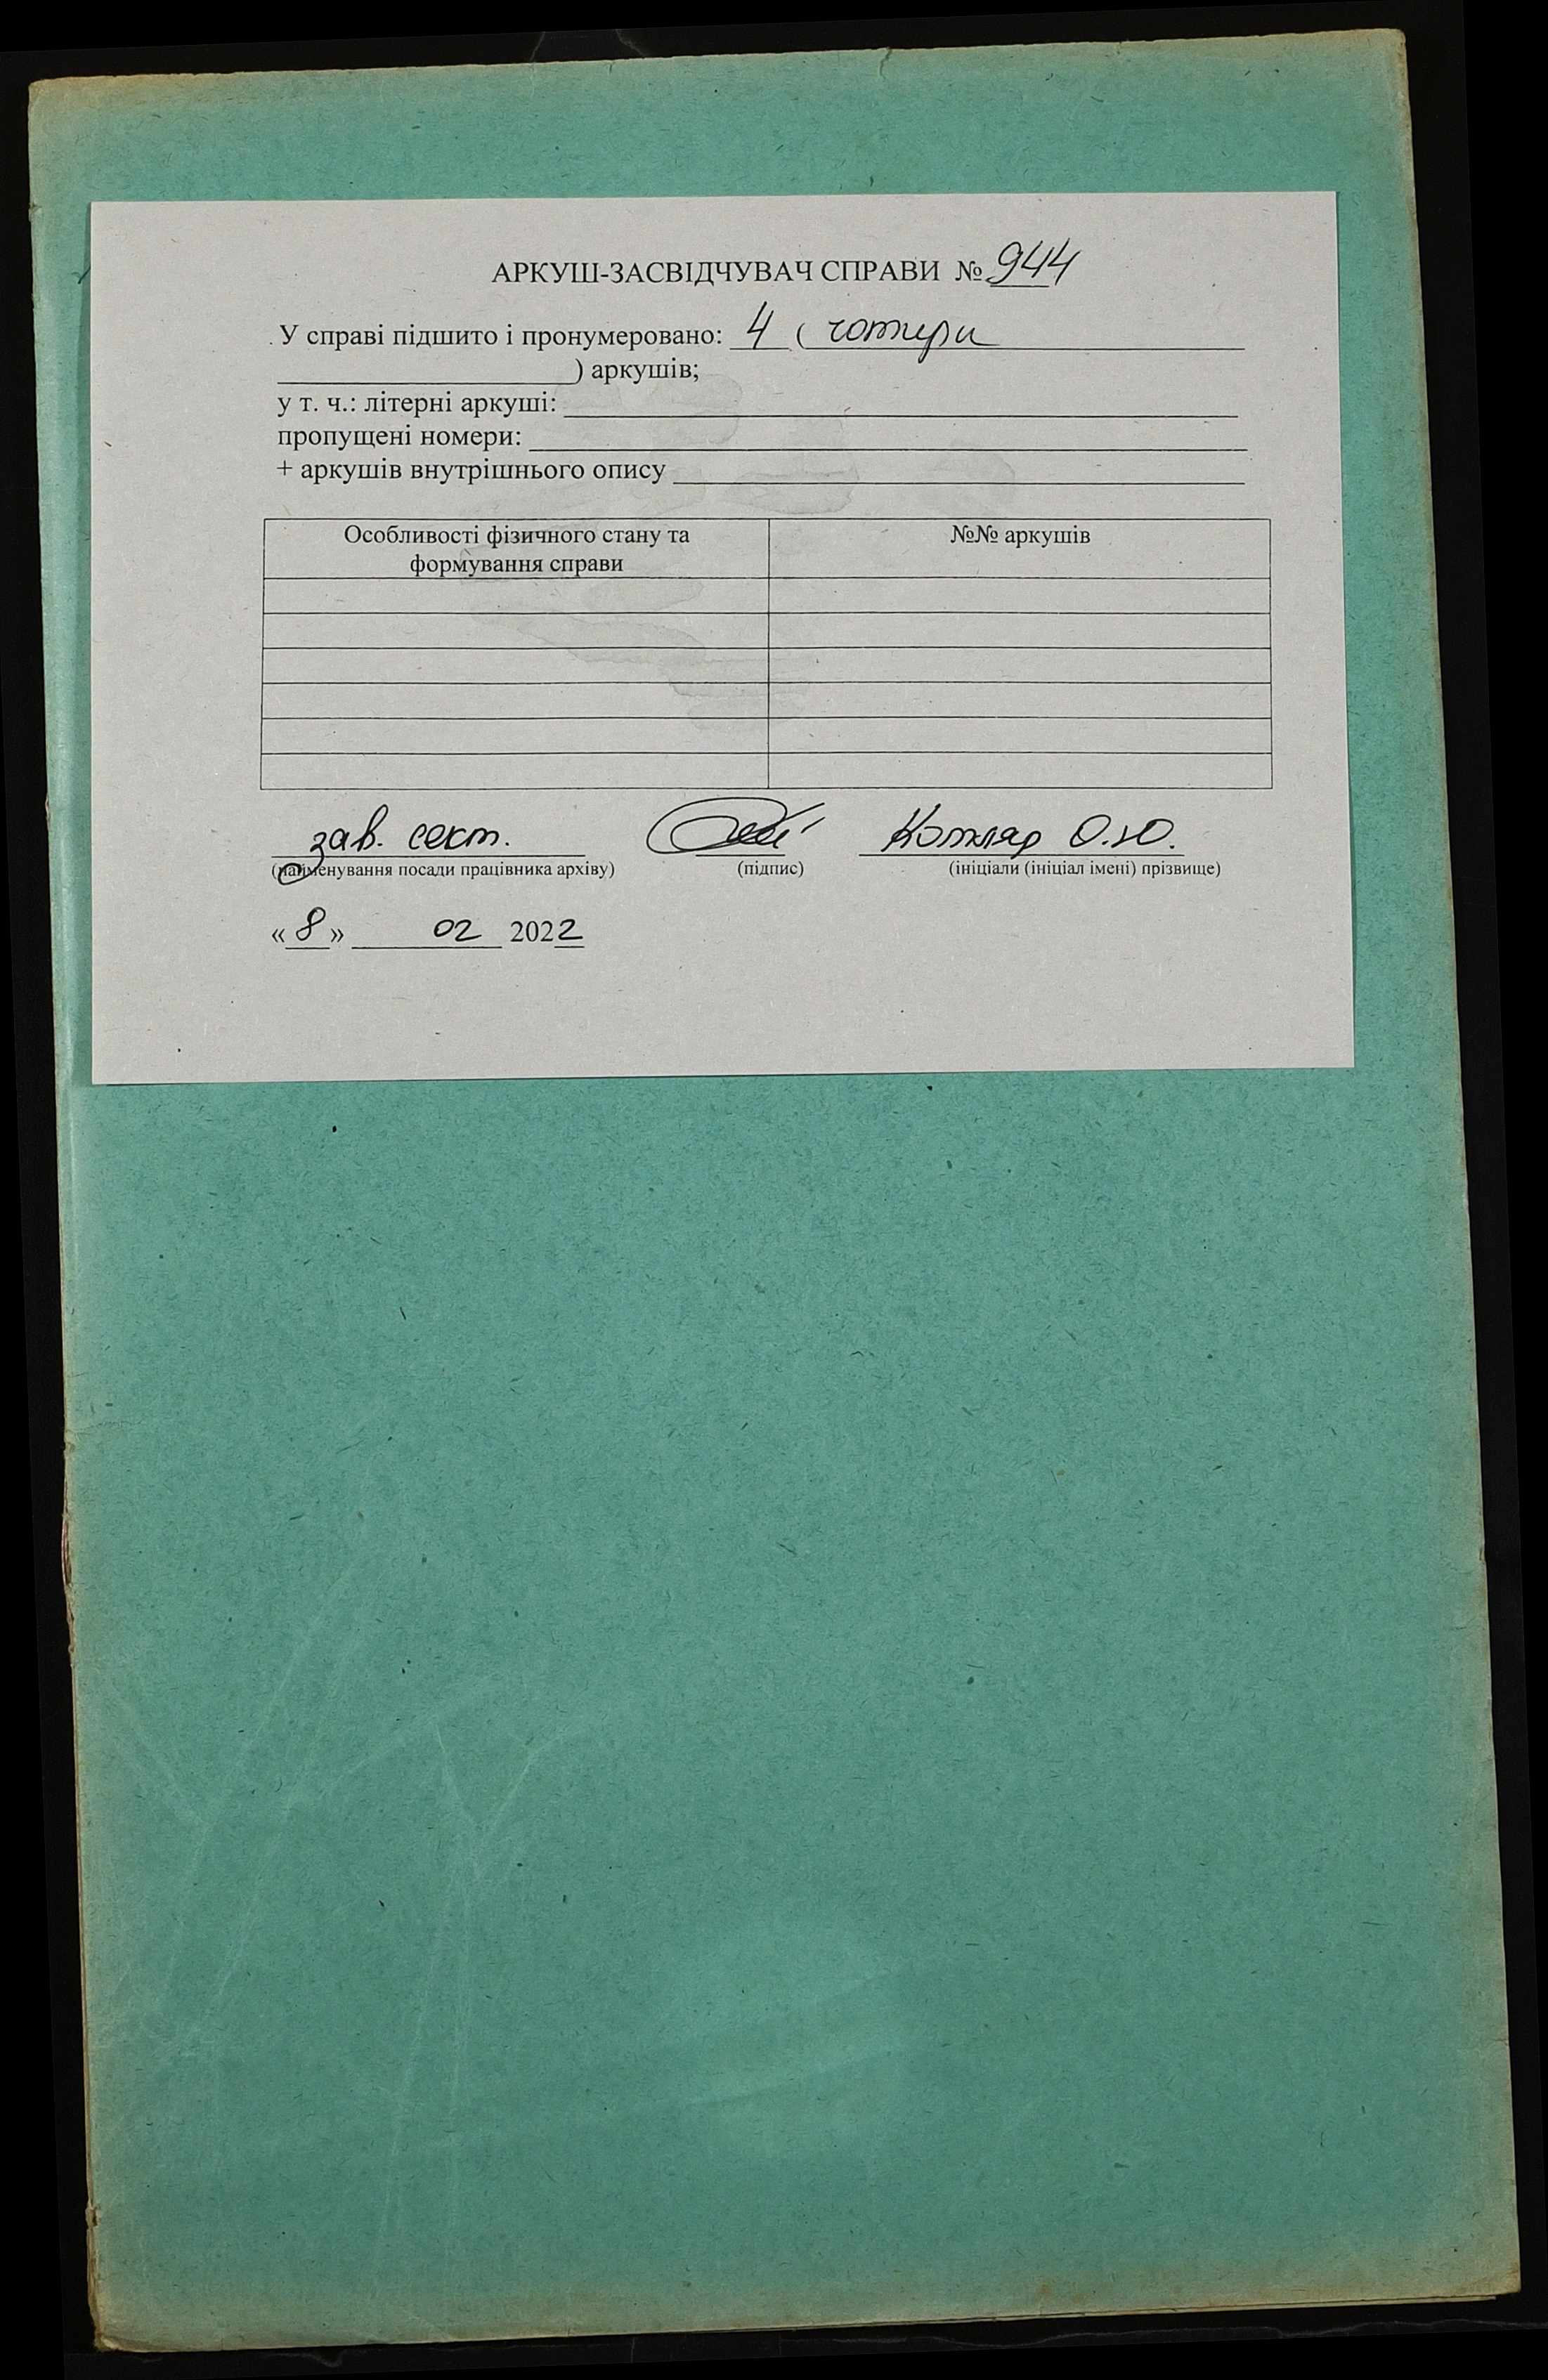 АРКУШ-ЗАСВІДЧУВАЧ СПРАВИ № 944
У справі підшито і пронумеровано: 4 ( чотири
) аркушів;
у т. ч.: літерні аркуші:
пропущені номери:
+ аркушів внутрішнього опису
Особливості фізичного стану та №№ аркушів
формування справи
зав. сект. Котляр О.Ю.
(найменування посади працівника архіву) (підпис) (ініціали (ініціал імені) прізвище)
«8» 02 2022